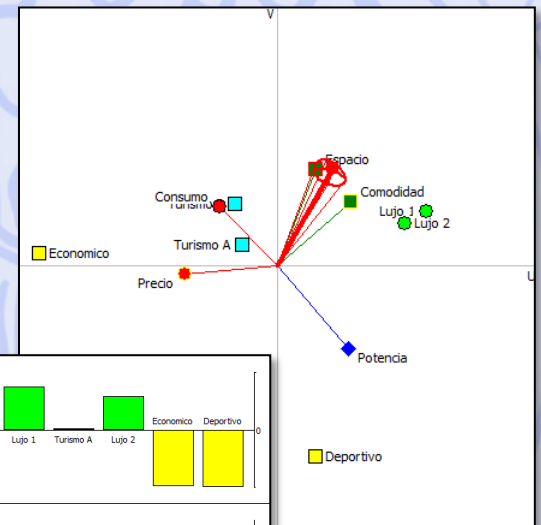 V
Espacio
Comodidad
Consumo
Lujo 1
Lujo 2
Turismo A
Economico
U
Precio
Potencia
Deportivo
Economico Deportivo
0
Lujo 1 Turismo A Lujo 2